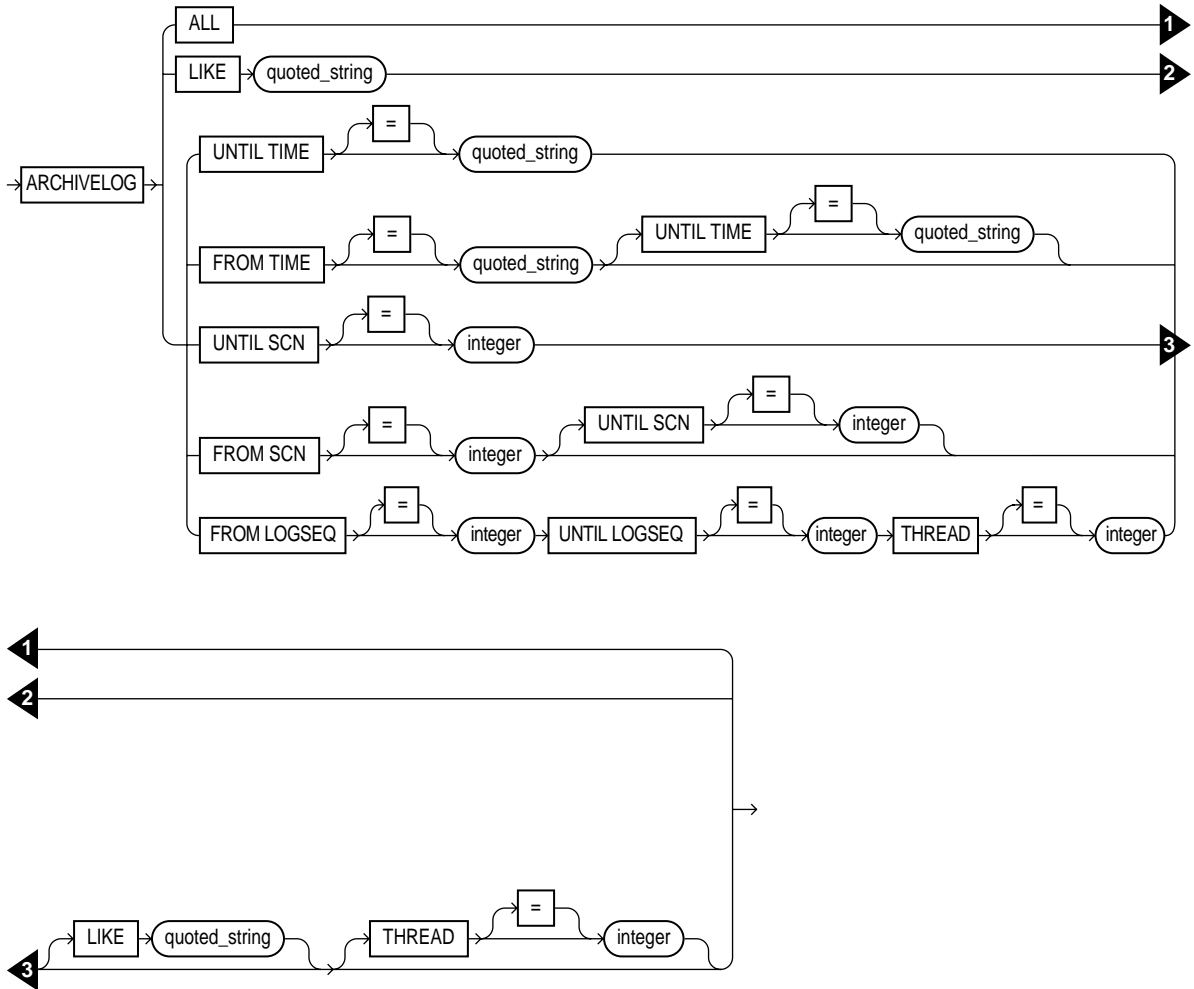 ALL 1
LIKE quoted_string 2
=
UNTIL TIME quoted_string
ARCHIVELOG
= UNTIL TIME = quoted_string
FROM TIME quoted_string
=
UNTIL SCN integer 3
= UNTIL SCN = integer
FROM SCN integer
= = =
FROM LOGSEQ integer UNTIL LOGSEQ integer THREAD integer
1
2
=
LIKE quoted_string THREAD integer
3